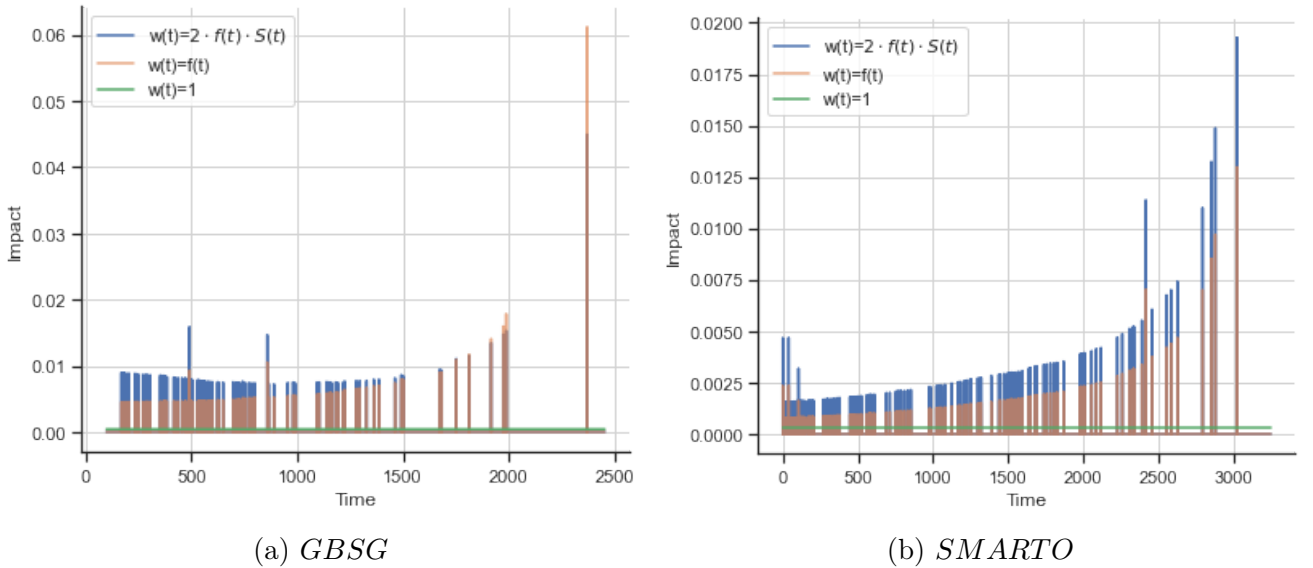 w(t)=2 · f(t) · S(t)
w(t)=f(t)
w(t)=1
0.06
0.05
0.04
0.03
0.02
0.01
0.00
Impact
0 500 1000 1500 2000 2500
Time
(a) GBSG
w(t)=2 · f(t) · S(t)
w(t)=f(t)
w(t)=1
0.0200
0.0175
0.0150
0.0125
0.0100
0.0075
0.0050
0.0025
0.0000
Impact
0 500 1000 1500 2000 2500 3000
Time
(b) SMARTO